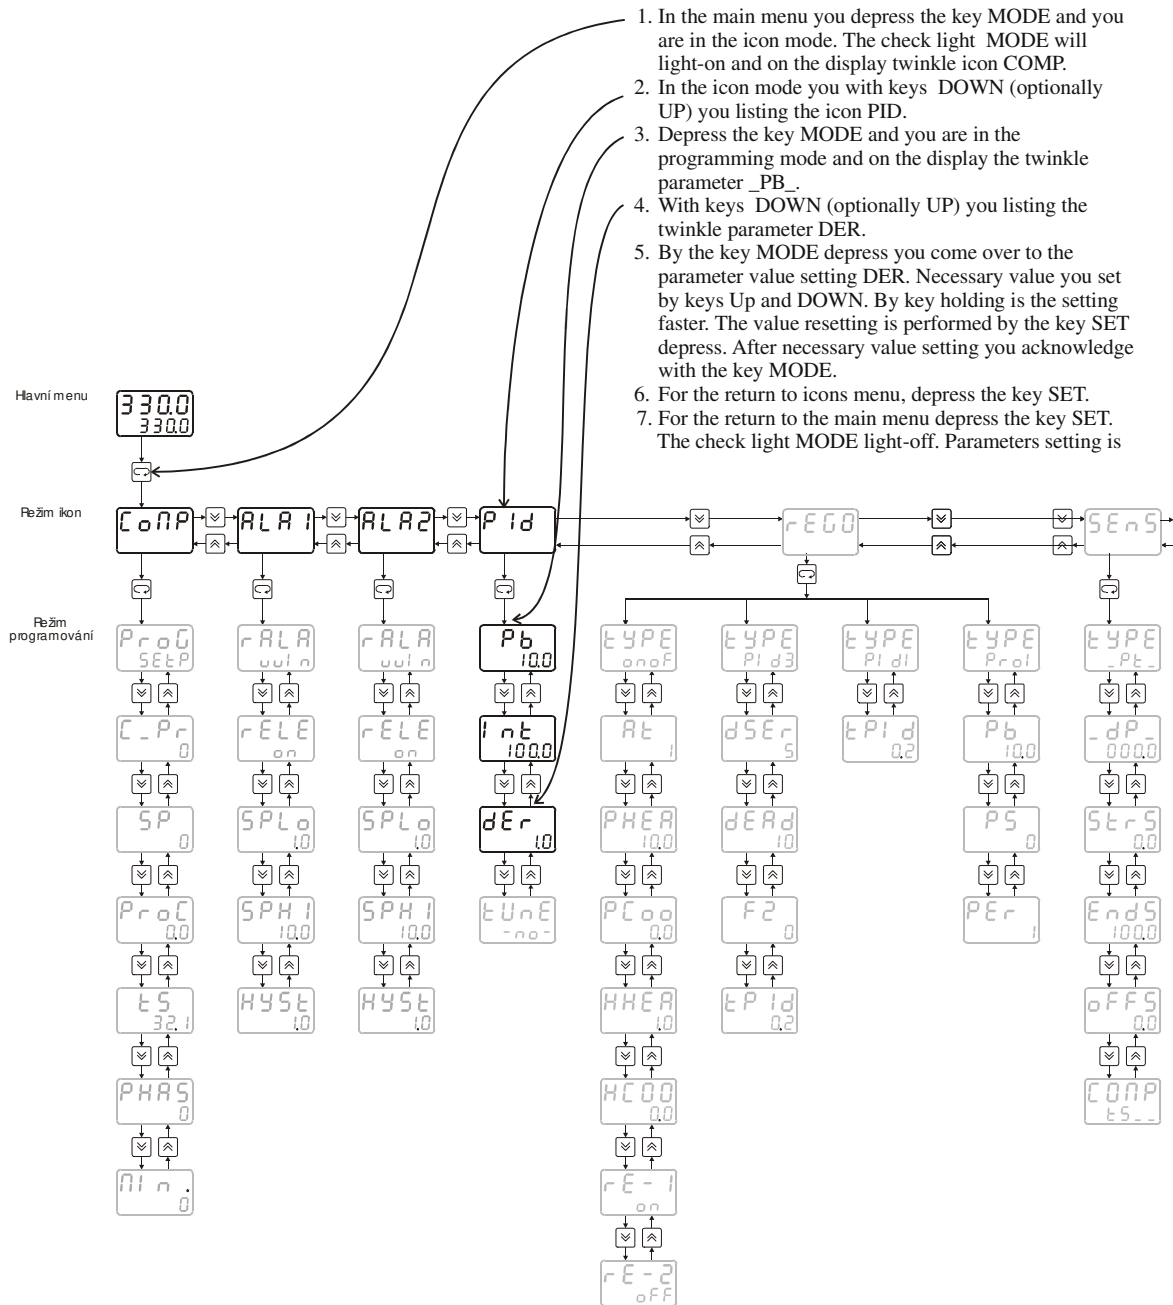 1. In the main menu you depress the key MODE and you
are in the icon mode. The check light MODE will
light-on and on the display twinkle icon COMP.
2. In the icon mode you with keys DOWN (optionally
UP) you listing the icon PID.
3. Depress the key MODE and you are in the
programming mode and on the display the twinkle
parameter _PB_.
4. With keys DOWN (optionally UP) you listing the
twinkle parameter DER.
5. By the key MODE depress you come over to the
parameter value setting DER. Necessary value you set
by keys Up and DOWN. By key holding is the setting
faster. The value resetting is performed by the key SET
depress. After necessary value setting you acknowledge
with the key MODE.
6. For the return to icons menu, depress the key SET.
7. For the return to the main menu depress the key SET.
The check light MODE light-off. Parameters setting is
Hlavní menu
330.0
330.0
Režim ikon
CoMP ALA1 ALA2 PId rEGO SEnS
Režim
programování
ProG rALA rALA Pb tYPE tYPE tYPE tYPE tYPE
SEtP wIn wIn 10.0 onoF PId3 PId1 ProI _Pt_
C_Pr rELE rELE Int At dSEr tPId Pb _dP_
0 on on 100.0 1 5 0.2 10.0 000.0
SP SPLo SPLo dEr PHEA dEAd PS StrS
0 1.0 1.0 1.0 10.0 10 0 0.0
ProC SPHI SPHI tUnE PCoo F2 PEr EndS
0.0 10.0 10.0 -no- 0.0 0 1 100.0
tS HYSt HYSt HHEA tPId oFFS
32.1 1.0 1.0 1.0 0.2 0.0
PHAS HCOO COMP
0 0.0 tS__
MIn. rE-1
0 on
rE-2
oFF